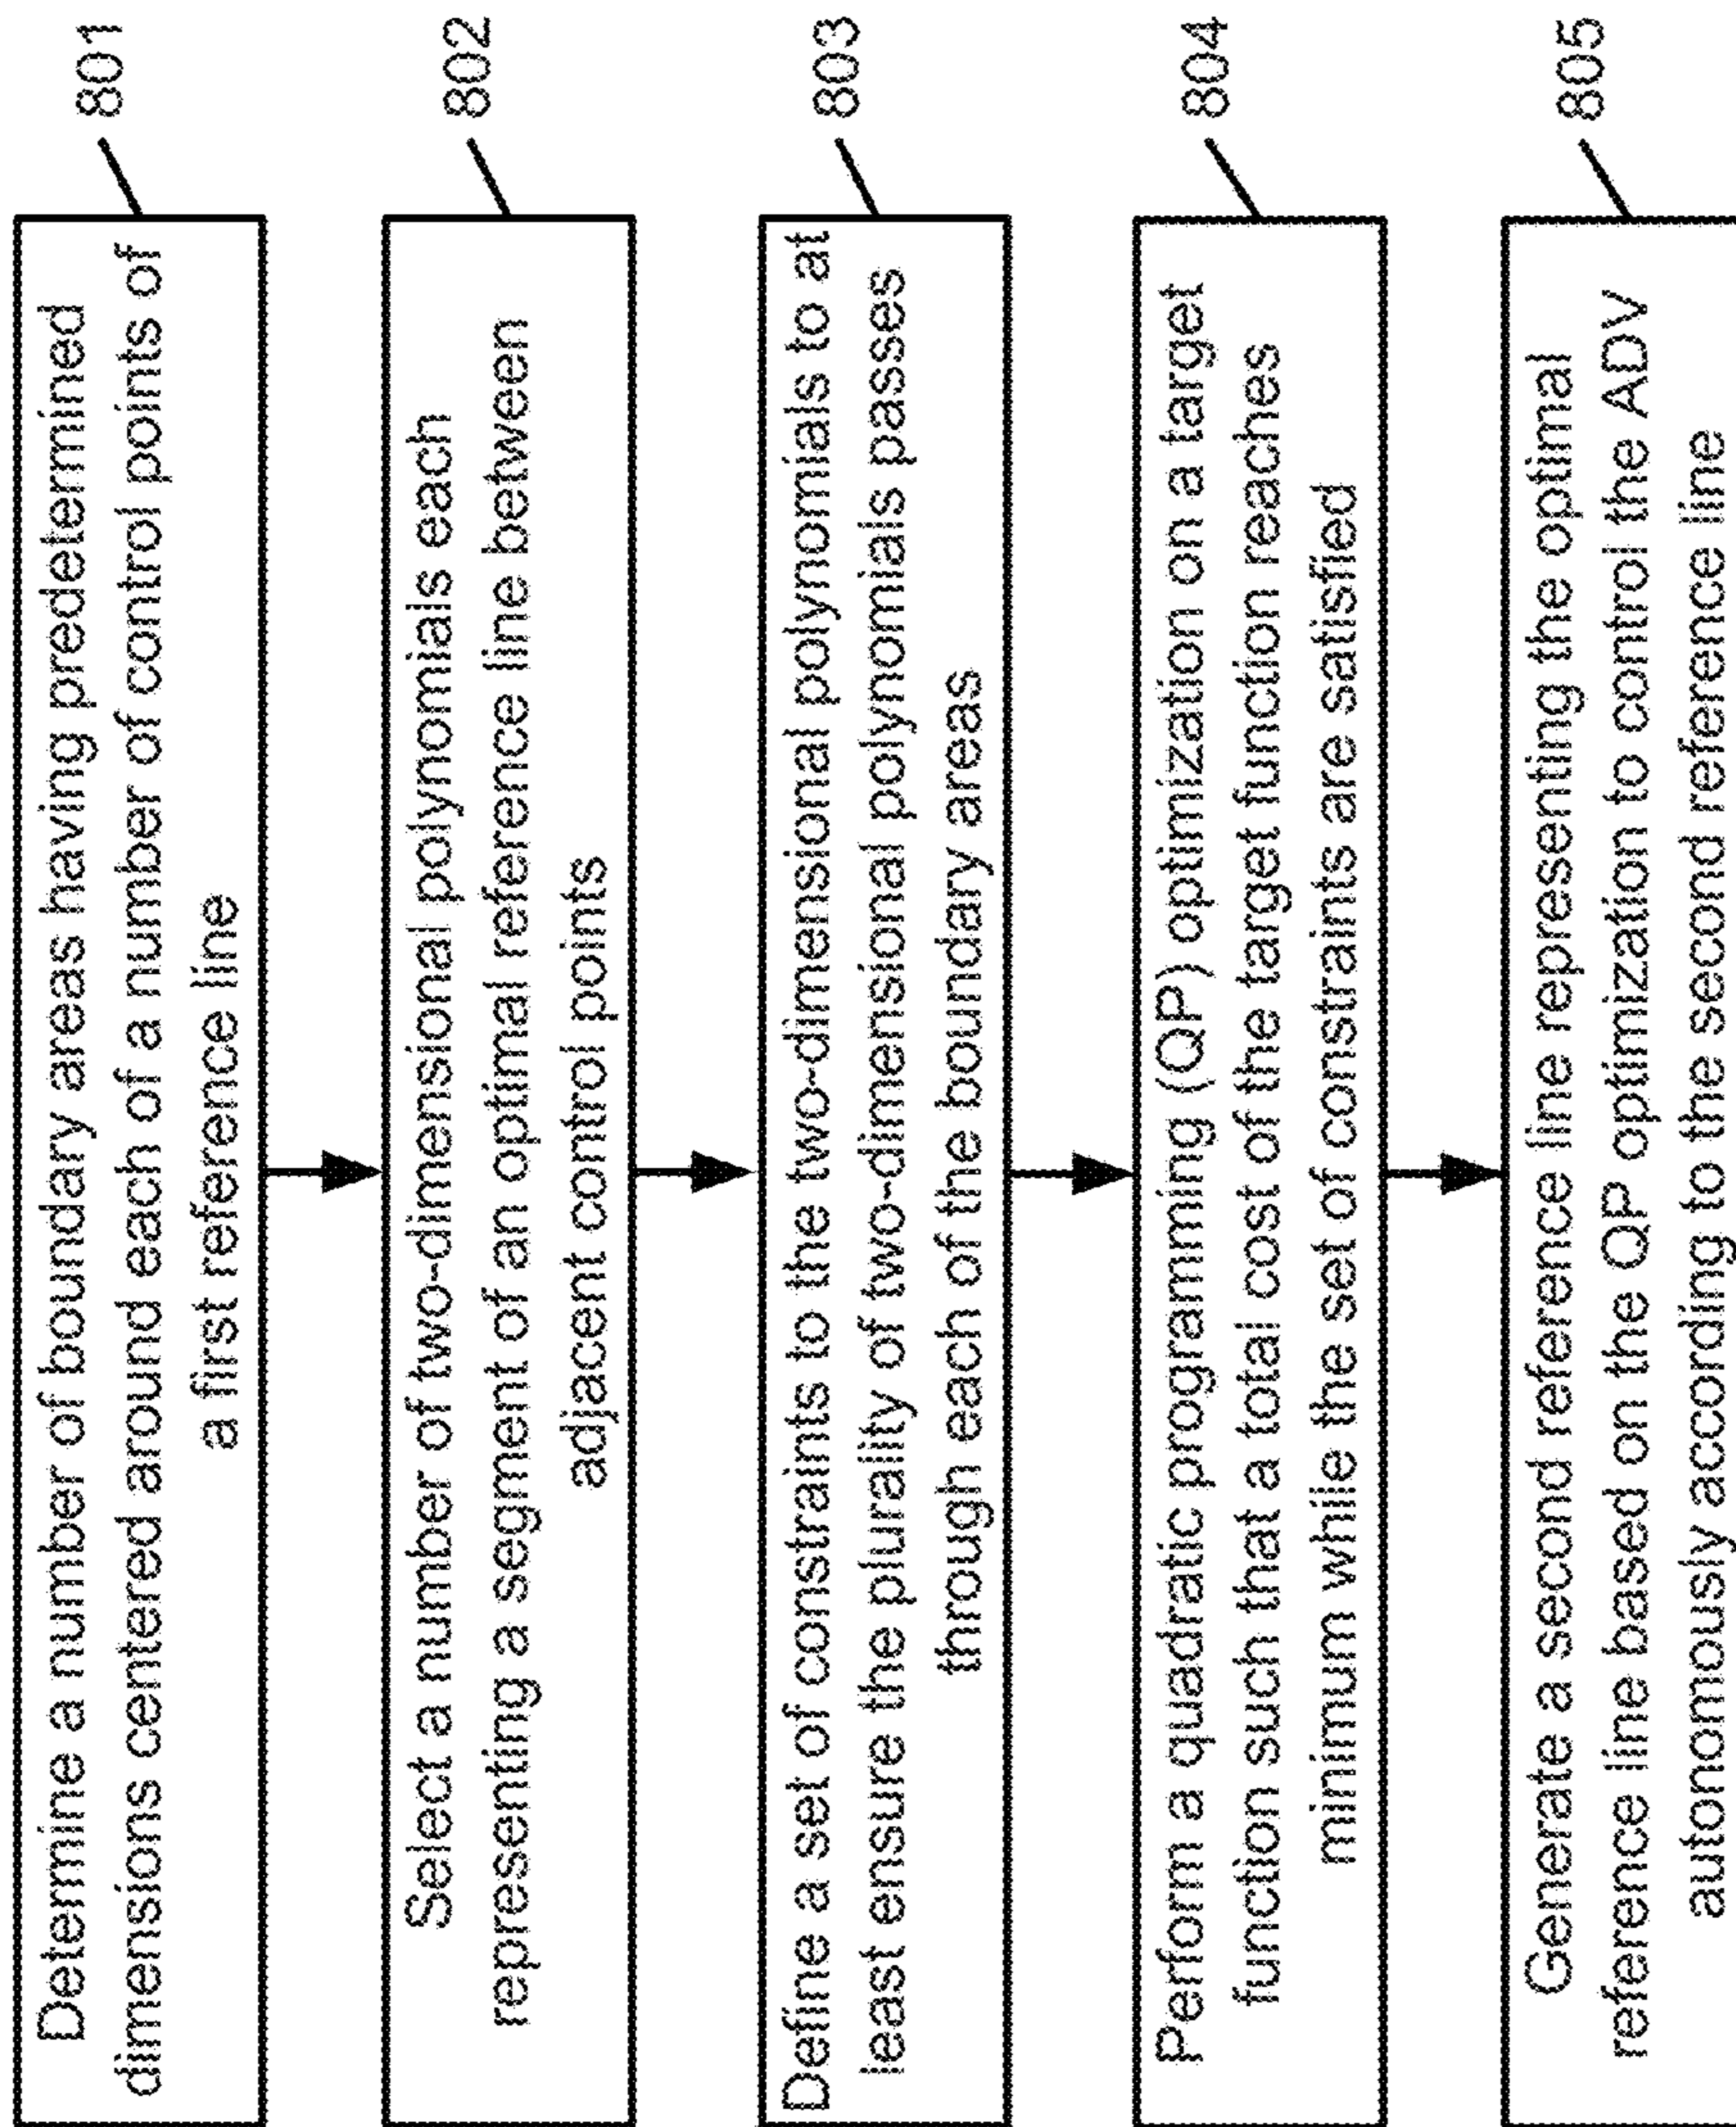 Determine a number of boundary areas having predetermined
dimensions centered around each of a number of control points of
a first reference line
801
Select a number of two-dimensional polynomials each
representing a segment of an optimal reference line between
adjacent control points
802
Define a set of constraints to the two-dimensional polynomials to at
least ensure the plurality of two-dimensional polynomials passes
through each of the boundary areas
803
Perform a quadratic programming (QP) optimization on a target
function such that a total cost of the target function reaches
minimum while the set of constraints are satisfied
804
Generate a second reference line representing the optimal
reference line based on the QP optimization to control the ADV
autonomously according to the second reference line
805